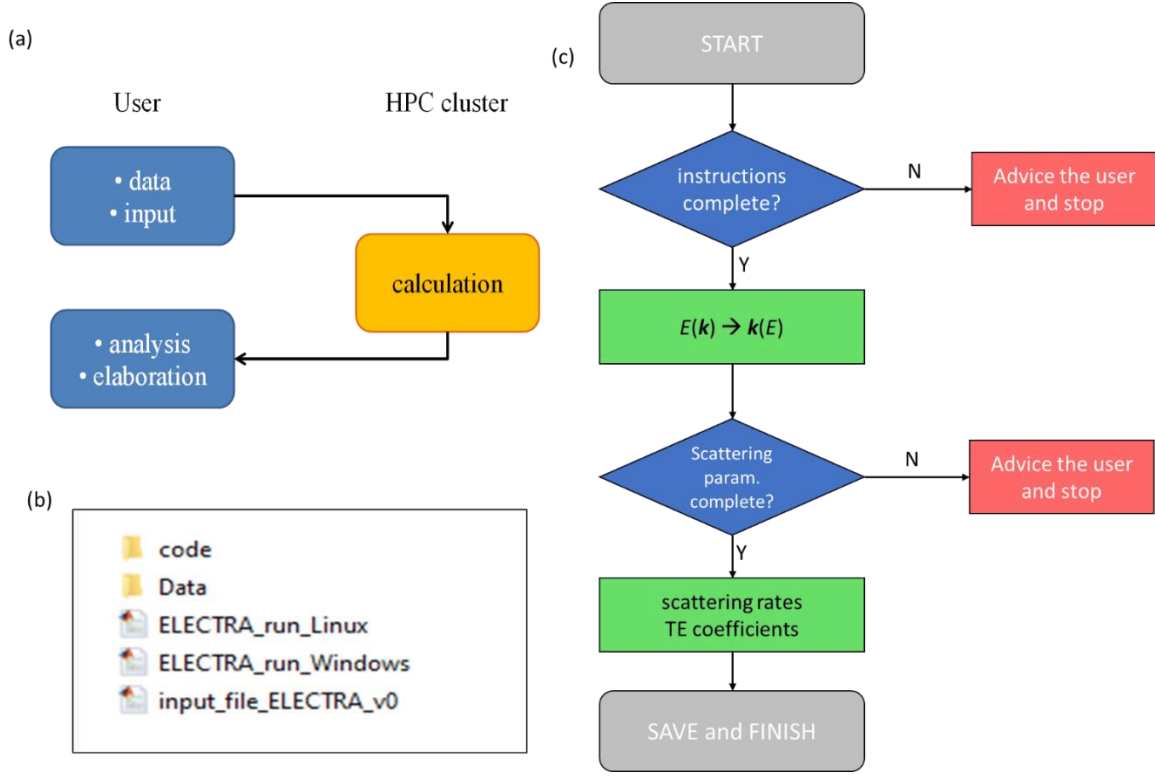 (a)
User
HPC cluster
• data
• input
calculation
• analysis
• elaboration
(b)
code
Data
ELECTRA_run_Linux
ELECTRA_run_Windows
input_file_ELECTRA_v0
(c)
START
instructions
complete?
N
Advice the user
and stop
Y
E(k) → k(E)
Scattering
param.
complete?
N
Advice the user
and stop
Y
scattering rates
TE coefficients
SAVE and FINISH